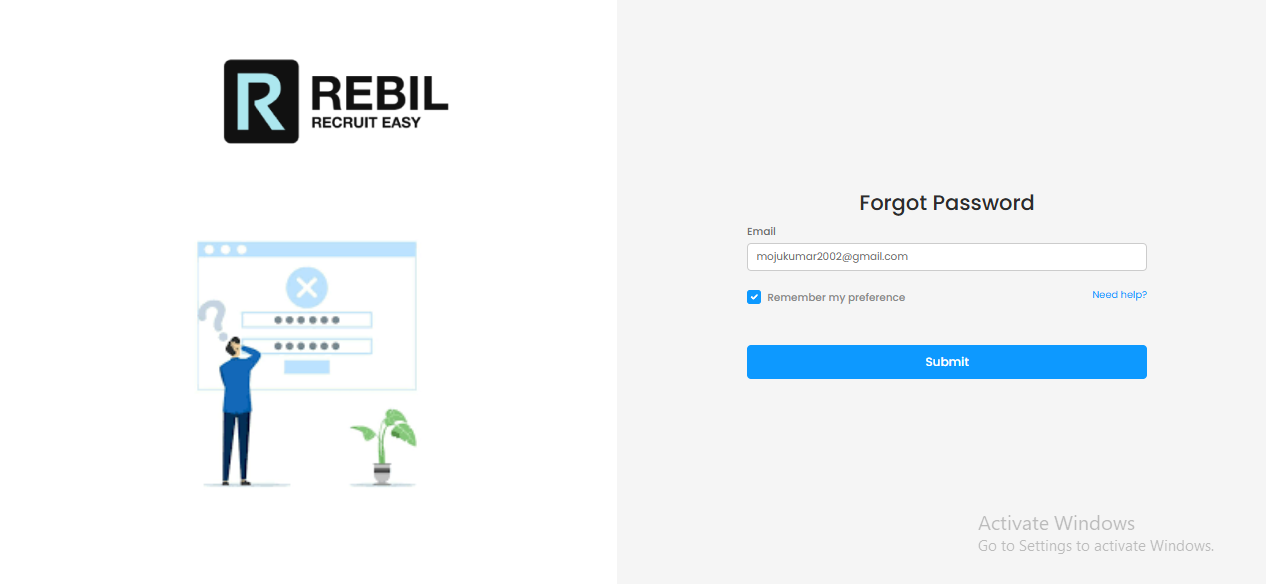 R
REBIL
RECRUIT EASY
Forgot Password
Email
mojukumar2002@gmail.com
Remember my preference
Need help?
Submit
Activate Windows
Go to Settings to activate Windows.